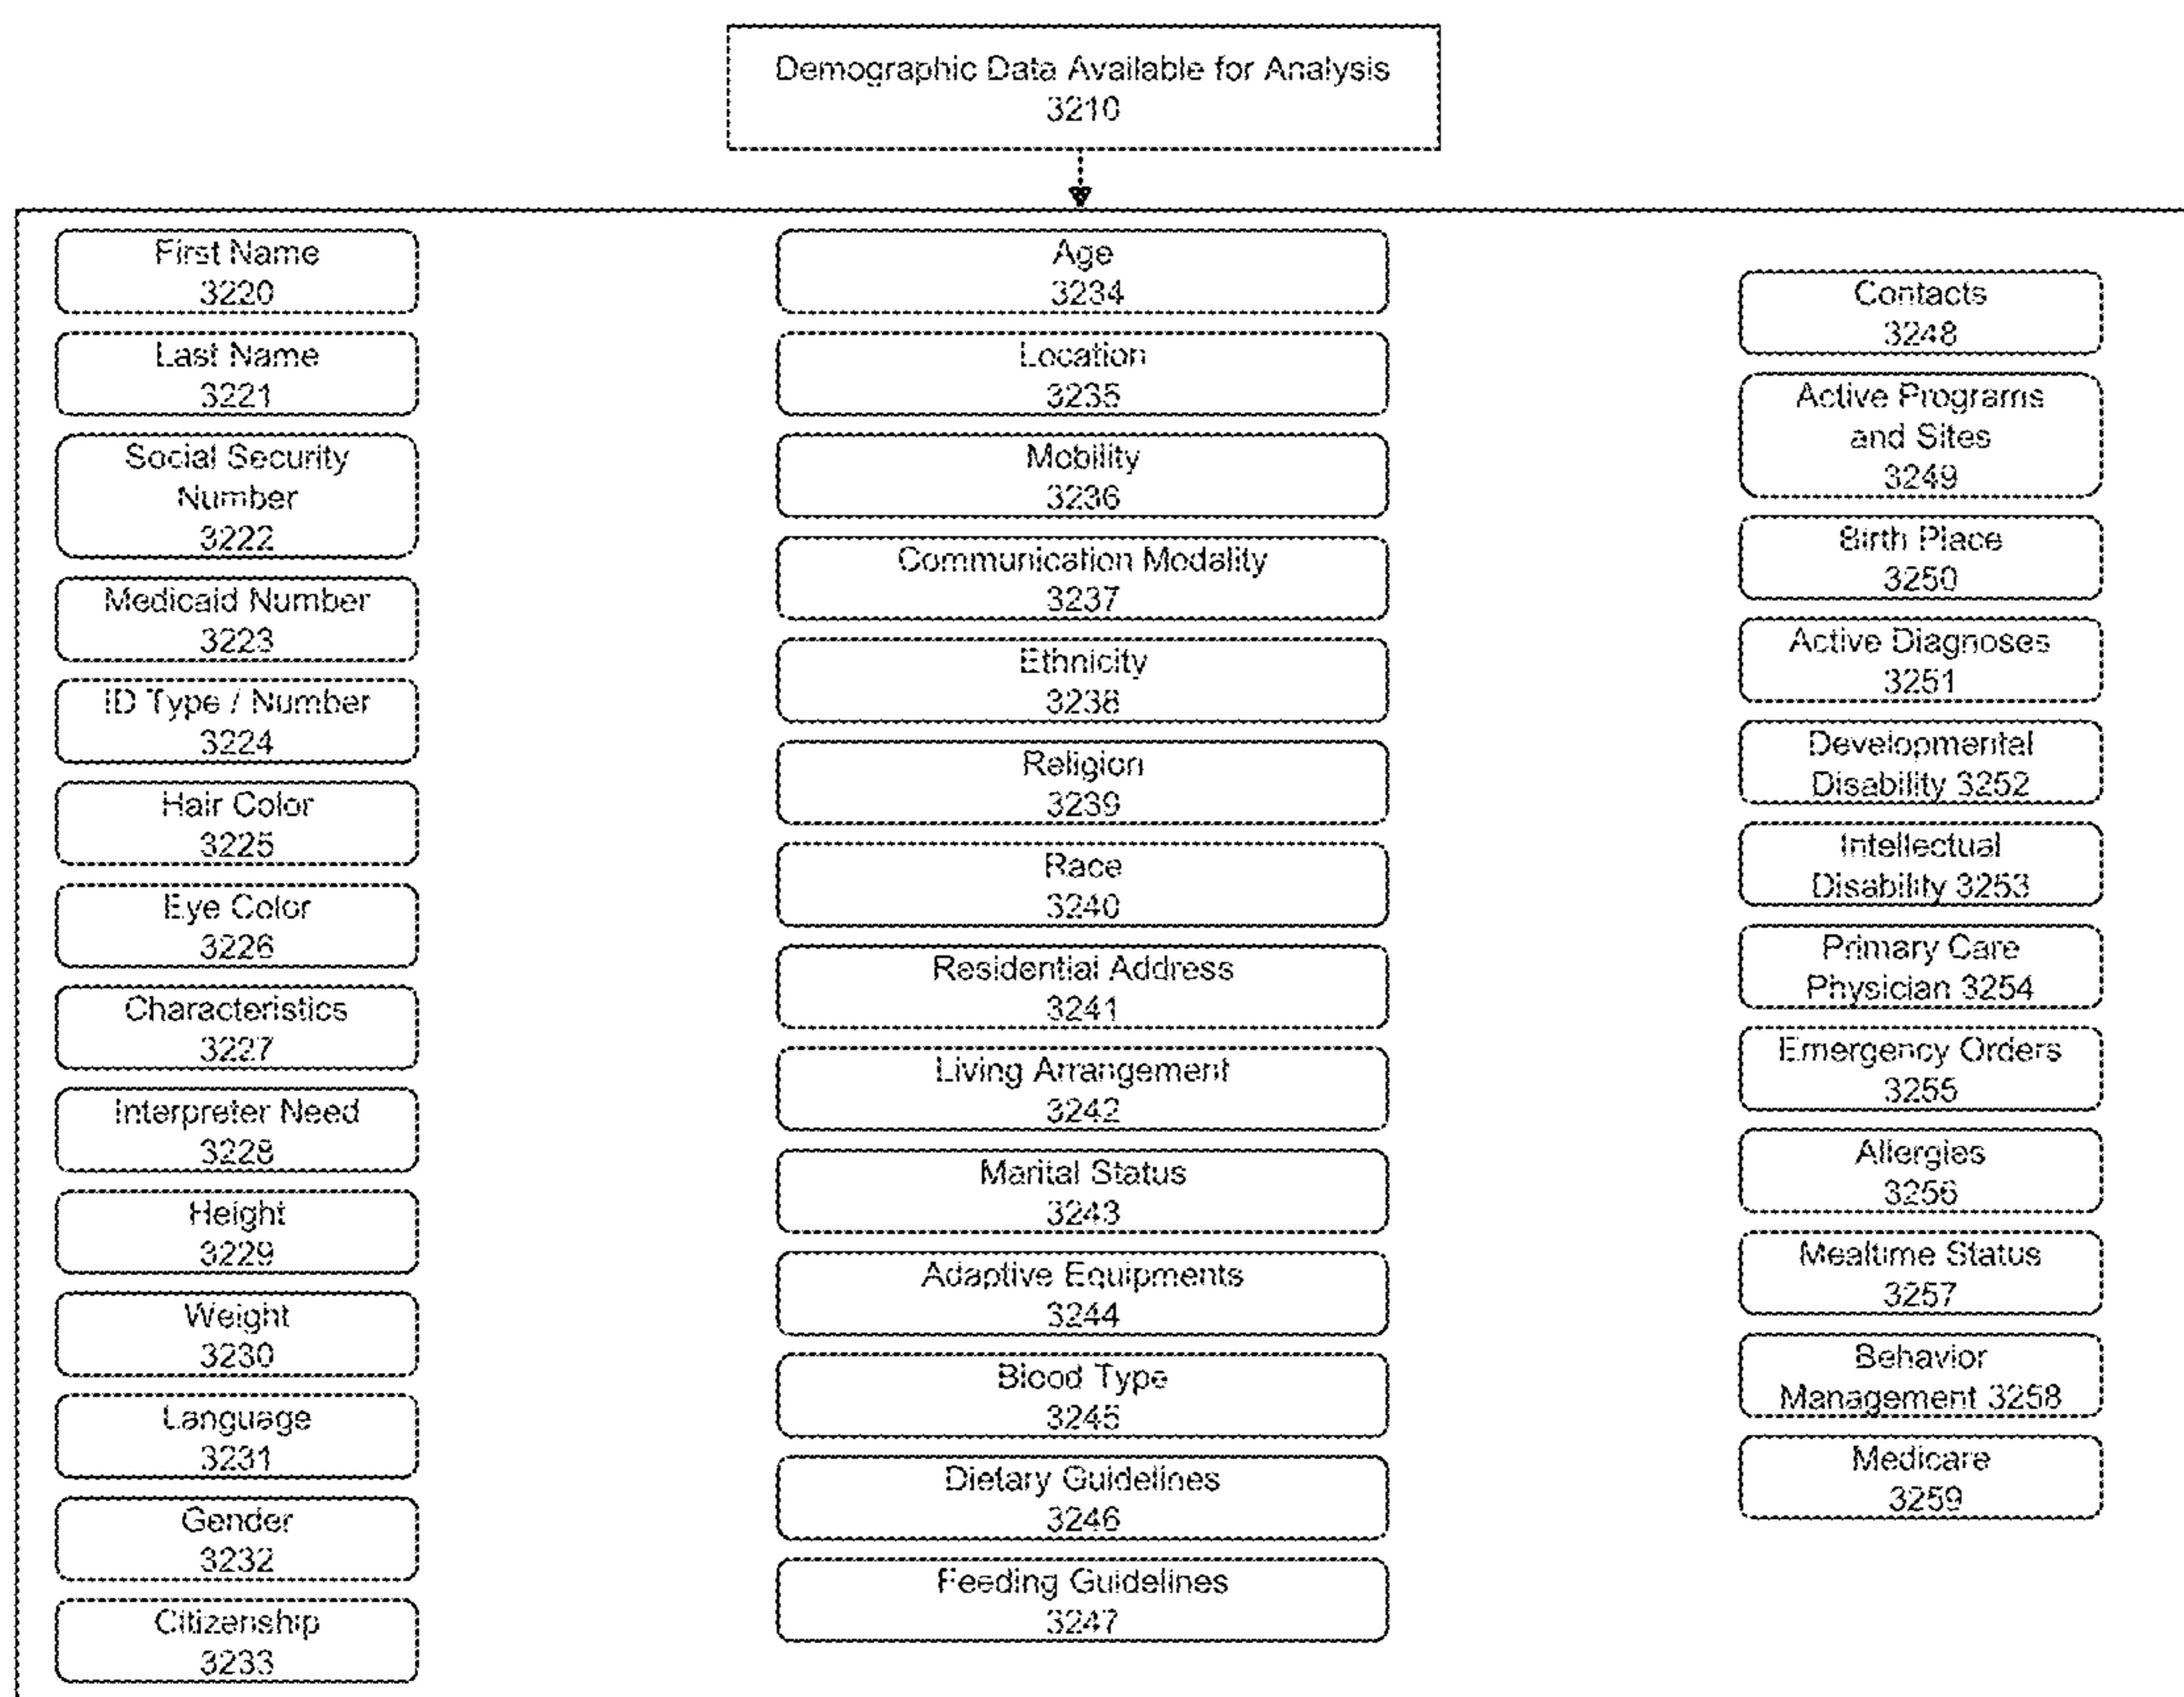 Demographic Data Available for Analysis
3210
First Name
3220
Last Name
3221
Social Security
Number
3222
Medicaid Number
3223
ID Type / Number
3224
Hair Color
3225
Eye Color
3226
Characteristics
3227
Interpreter Need
3228
Height
3229
Weight
3230
Language
3231
Gender
3232
Citizenship
3233
Age
3234
Location
3235
Mobility
3236
Communication Modality
3237
Ethnicity
3238
Religion
3239
Race
3240
Residential Address
3241
Living Arrangement
3242
Marital Status
3243
Adaptive Equipments
3244
Blood Type
3245
Dietary Guidelines
3246
Feeding Guidelines
3247
Contacts
3248
Active Programs
and Sites
3249
Birth Place
3250
Active Diagnoses
3251
Developmental
Disability 3252
Intellectual
Disability 3253
Primary Care
Physician 3254
Emergency Orders
3255
Allergies
3256
Mealtime Status
3257
Behavior
Management 3258
Medicare
3259